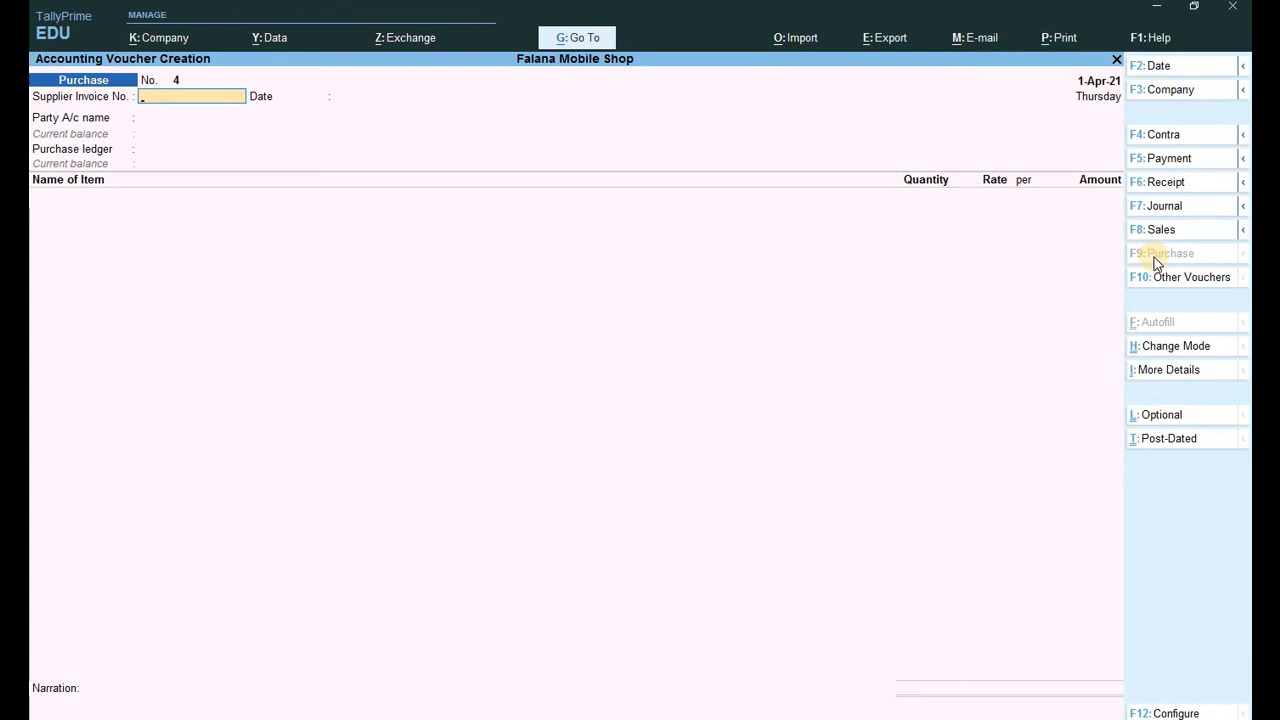 TallyPrime
EDU
MANAGE
K: Company
Y: Data
Z: Exchange
G: Go To
O: Import
E: Export
M: E-mail
P: Print
F1: Help
Accounting Voucher Creation
Falana Mobile Shop
Purchase No. 4
1-Apr-21
Supplier Invoice No. : Date :
Thursday
Party A/c name :
Current balance :
Purchase ledger :
Current balance :
Name of Item Quantity Rate per Amount
Narration:
F2: Date
F3: Company
F4: Contra
F5: Payment
F6: Receipt
F7: Journal
F8: Sales
F9: Purchase
F10: Other Vouchers
F: Autofill
H: Change Mode
I: More Details
L: Optional
T: Post-Dated
F12: Configure